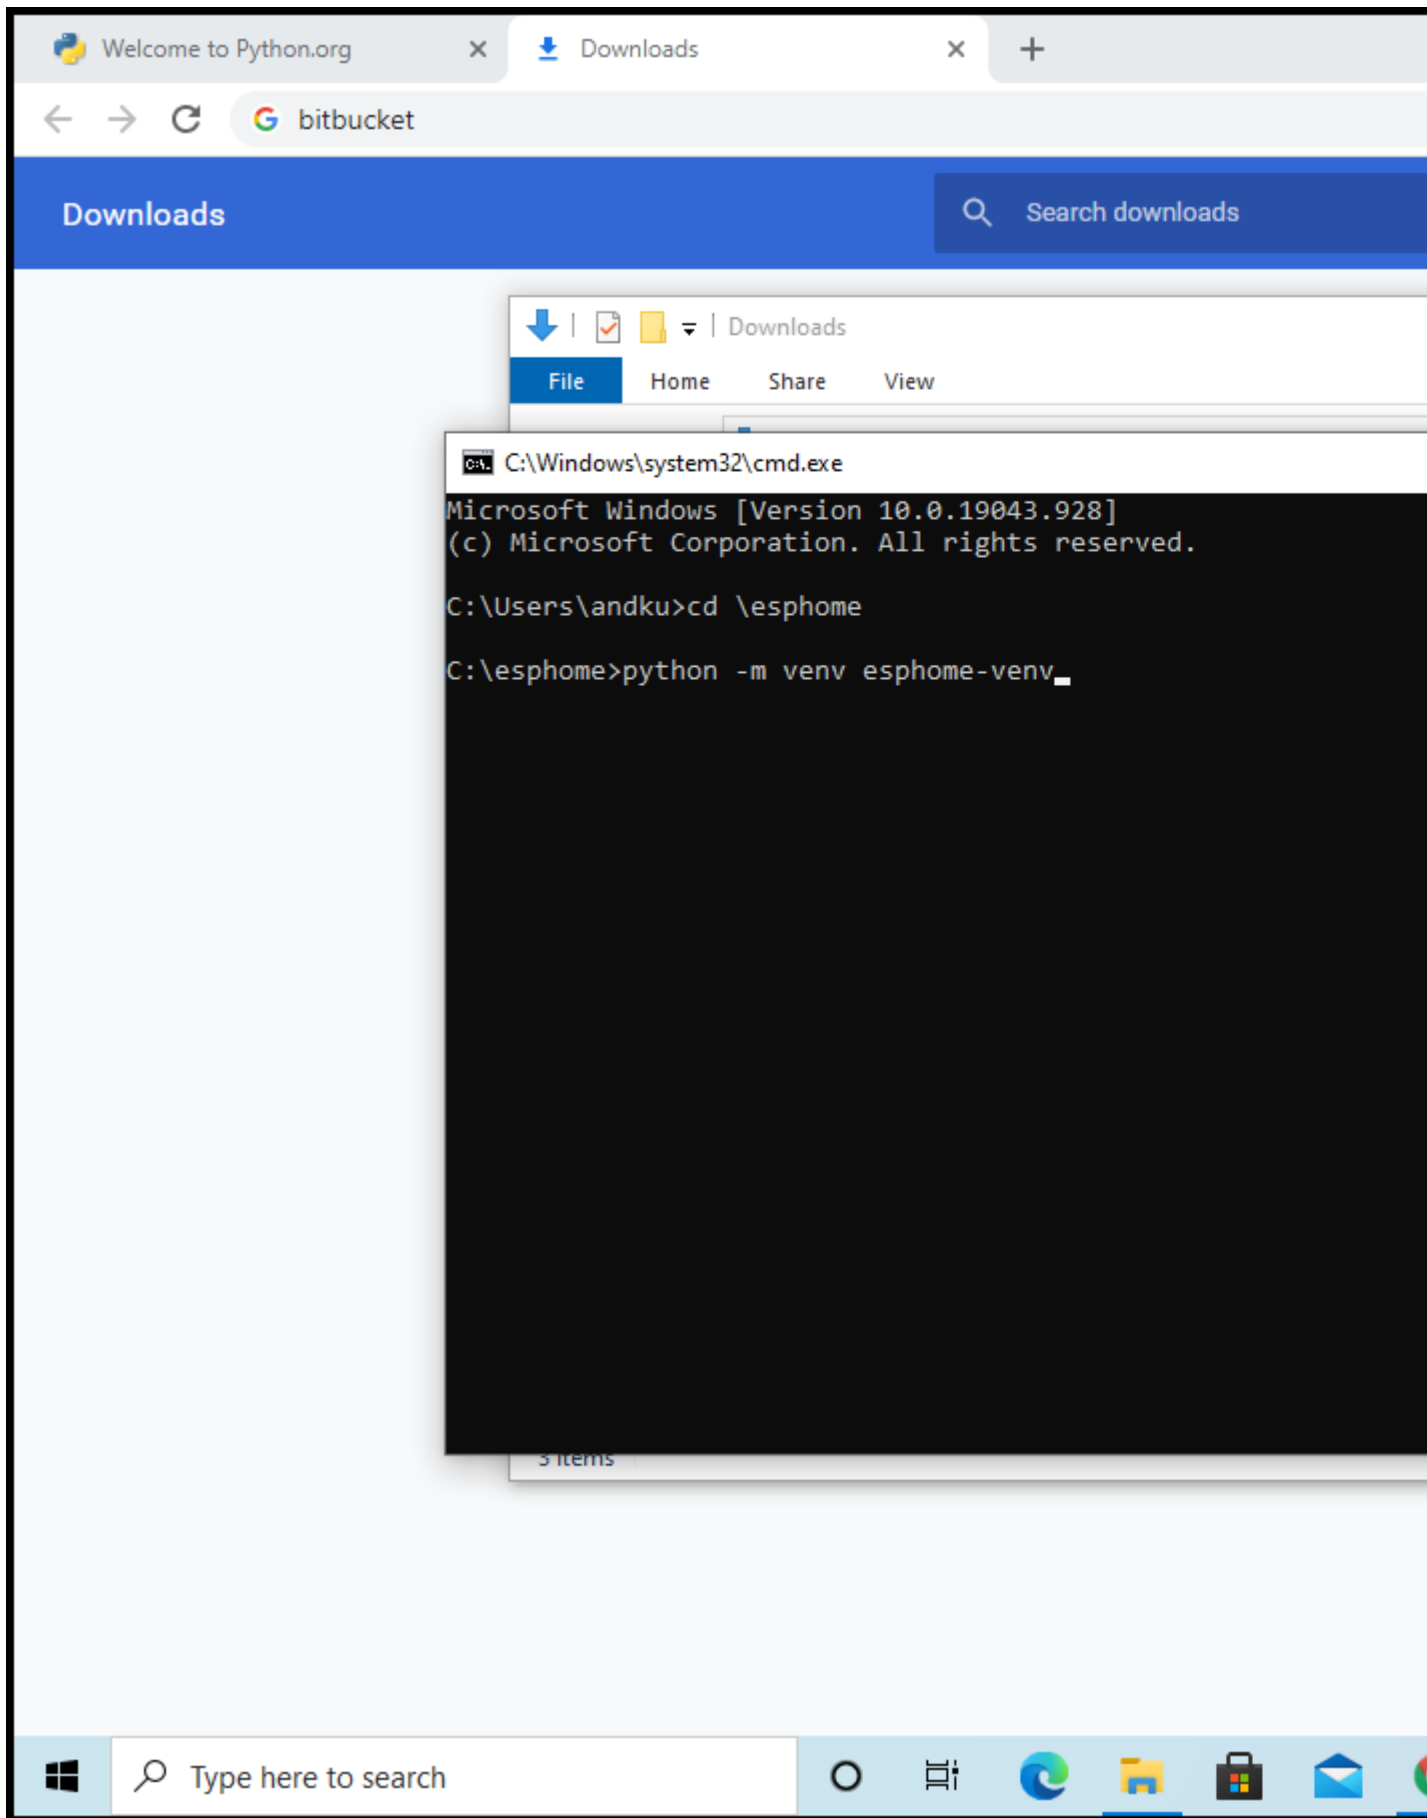 Welcome to Python.org
Downloads
bitbucket
Downloads
Search downloads
Downloads
File Home Share View
C:\Windows\system32\cmd.exe
Microsoft Windows [Version 10.0.19043.928]
(c) Microsoft Corporation. All rights reserved.
C:\Users\andku>cd \esphome
C:\esphome>python -m venv esphome-venv
3 items
Type here to search